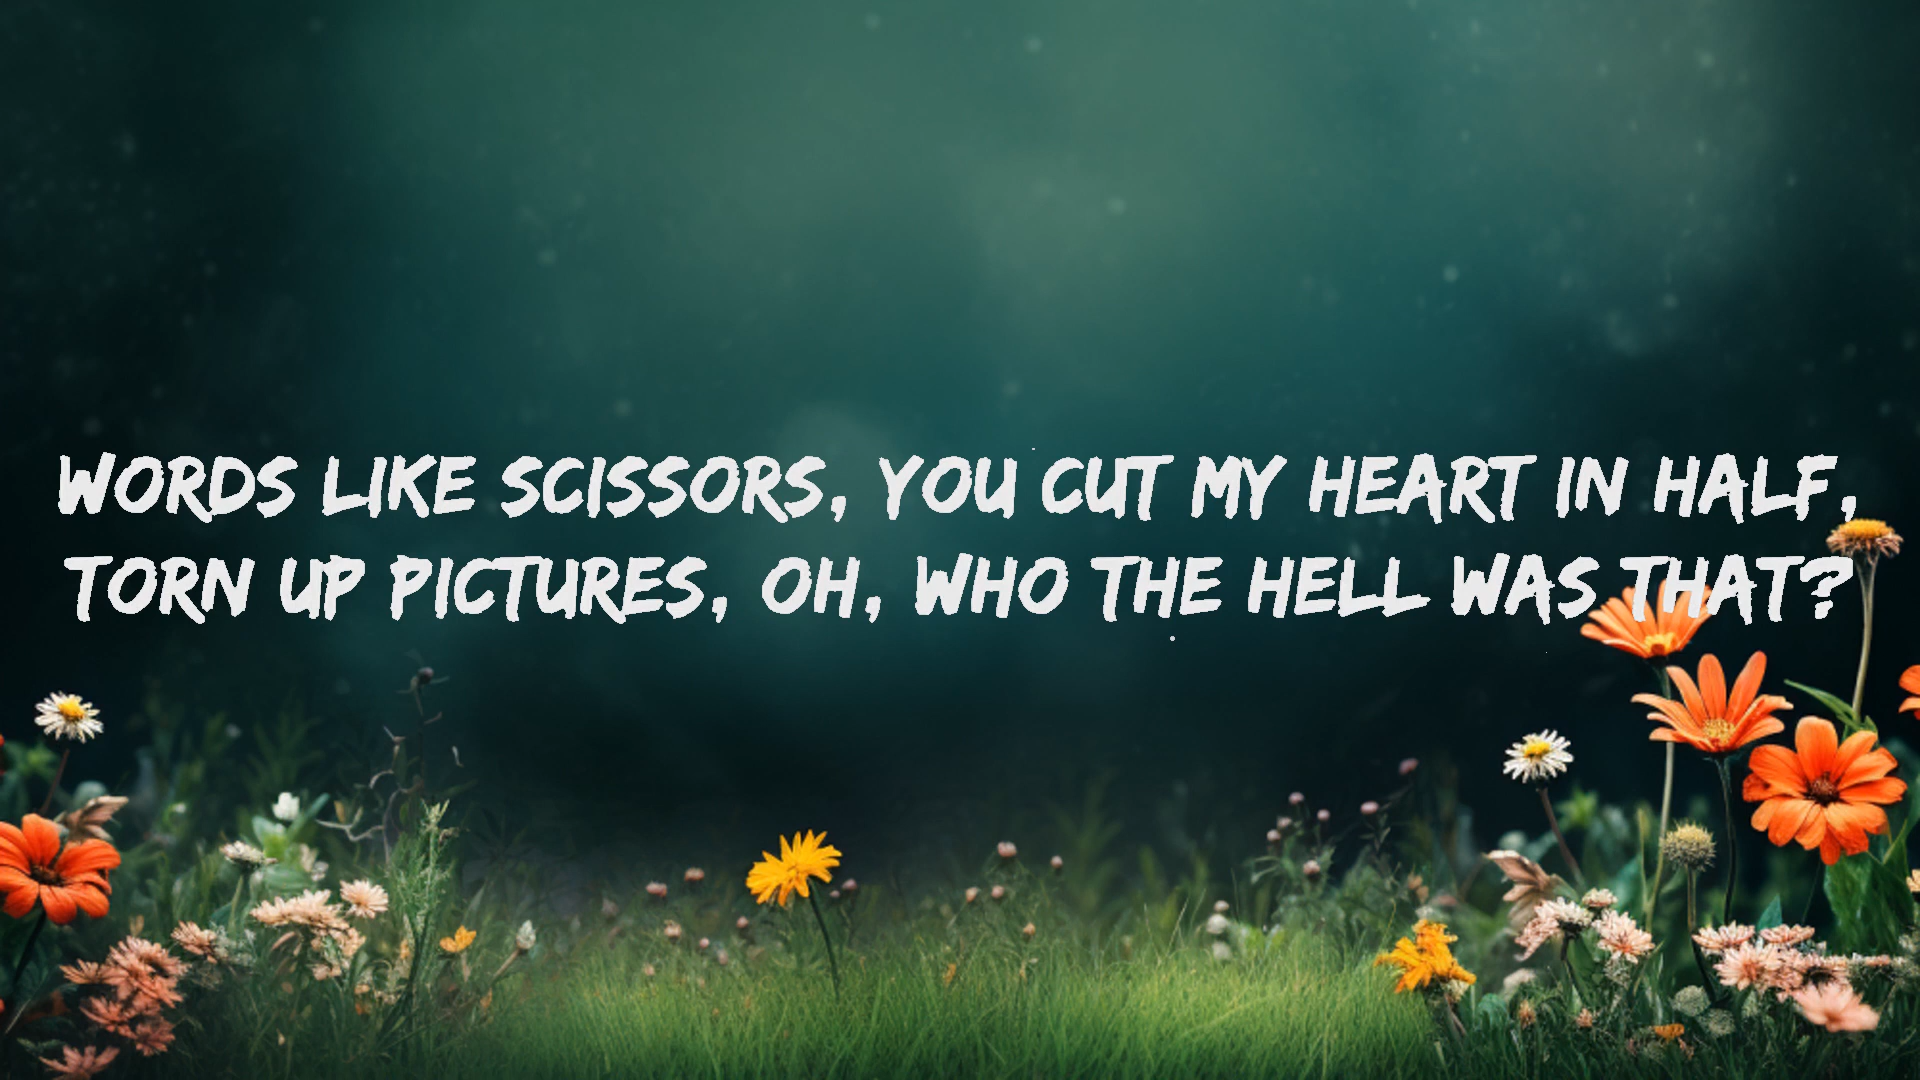 WORDS LIKE SCISSORS, YOU CUT MY HEART IN HALF,
TORN UP PICTURES, OH, WHO THE HELL WAS THAT?